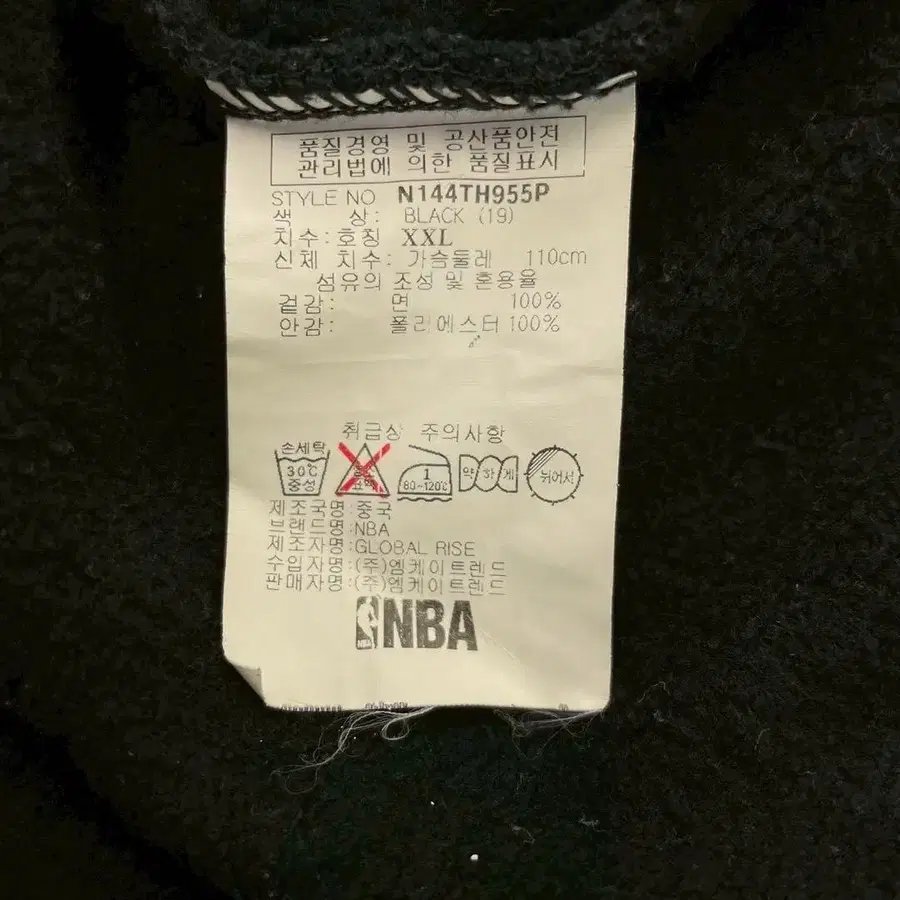 품질경영 및 공산품안전
관리법에 의한 품질표시
STYLE NO N144TH955P
색 상: BLACK (19)
치수:호칭 XXL
신체 치수: 가슴둘레 110cm
섬유의 조성 및 혼용율
겉감: 면 100%
안감: 폴리에스터 100%
취급상 주의사항
손세탁
30℃
중성
표백
1
80~120℃
약하게
뉘어서
제조국명:중국
브랜드명:NBA
제조자명:GLOBAL RISE
수입자명:(주)엠케이트렌드
판매자명:(주)엠케이트렌드
NBA
NBA